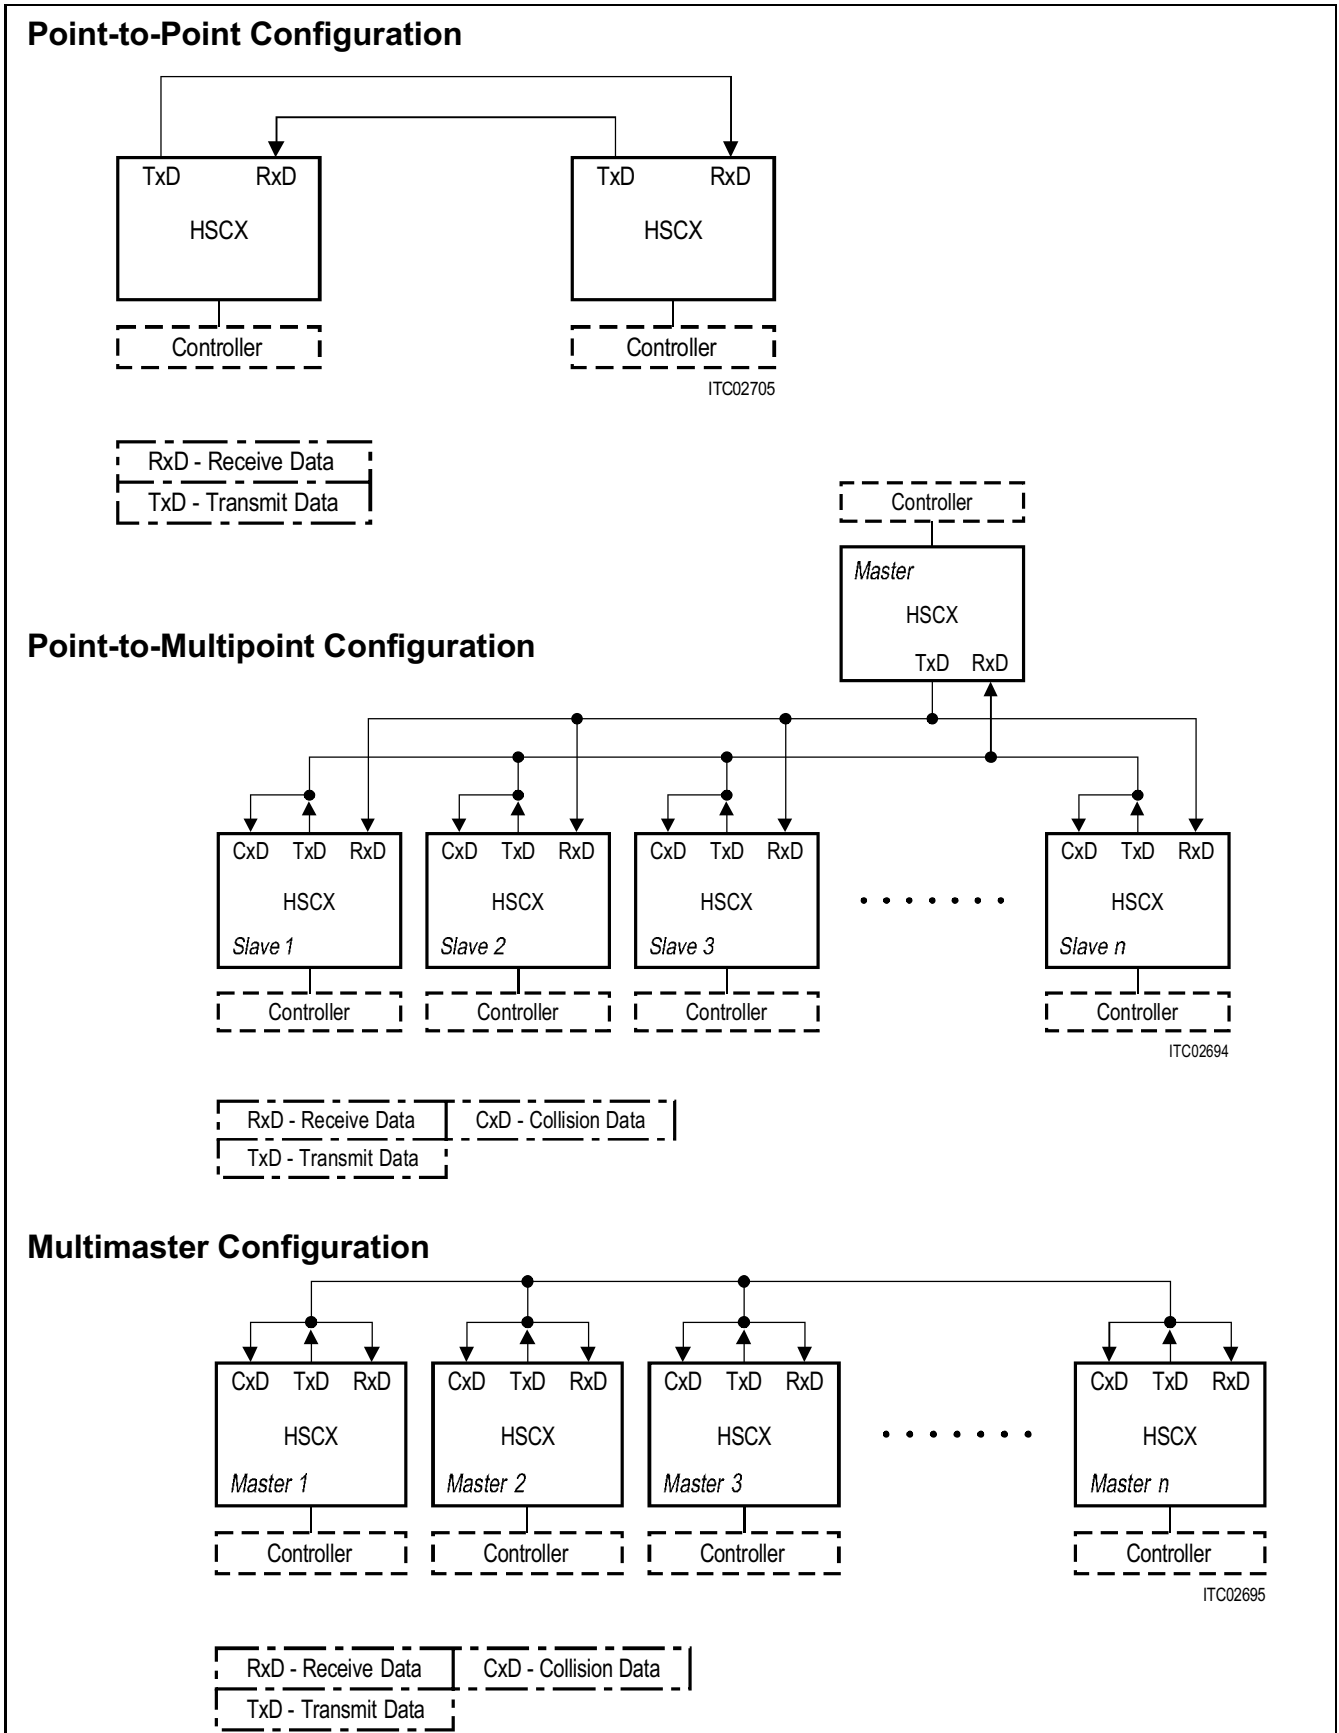 Point-to-Point Configuration
TxD RxD TxD RxD
HSCX HSCX
Controller Controller
ITC02705
RxD - Receive Data
TxD - Transmit Data
Controller
Master
HSCX
TxD RxD
Point-to-Multipoint Configuration
CxD TxD RxD CxD TxD RxD CxD TxD RxD CxD TxD RxD
HSCX HSCX HSCX HSCX
Slave 1 Slave 2 Slave 3 Slave n
Controller Controller Controller Controller
ITC02694
RxD - Receive Data CxD - Collision Data
TxD - Transmit Data
Multimaster Configuration
CxD TxD RxD CxD TxD RxD CxD TxD RxD CxD TxD RxD
HSCX HSCX HSCX HSCX
Master 1 Master 2 Master 3 Master n
Controller Controller Controller Controller
ITC02695
RxD - Receive Data CxD - Collision Data
TxD - Transmit Data